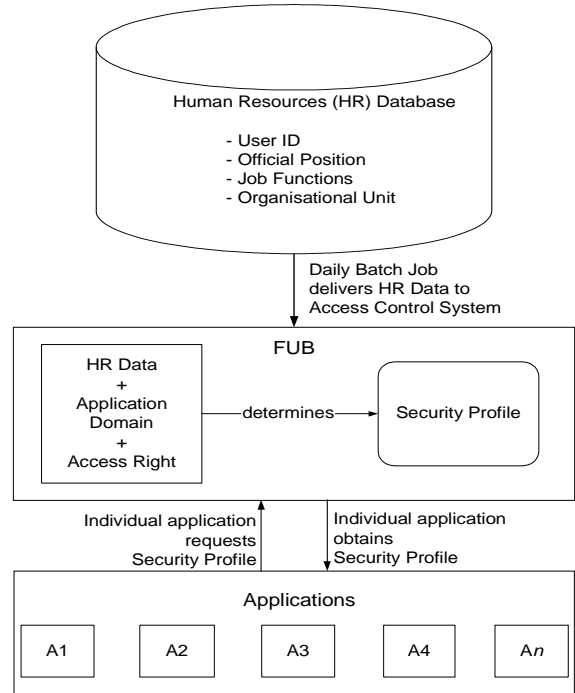 Human Resources (HR) Database
- User ID
- Official Position
- Job Functions
- Organisational Unit
Daily Batch Job
delivers HR Data to
Access Control System
FUB
HR Data
+
Application
Domain
+
Access Right
determines
Security Profile
Individual application
requests
Security Profile
Individual application
obtains
Security Profile
Applications
A1
A2
A3
A4
An